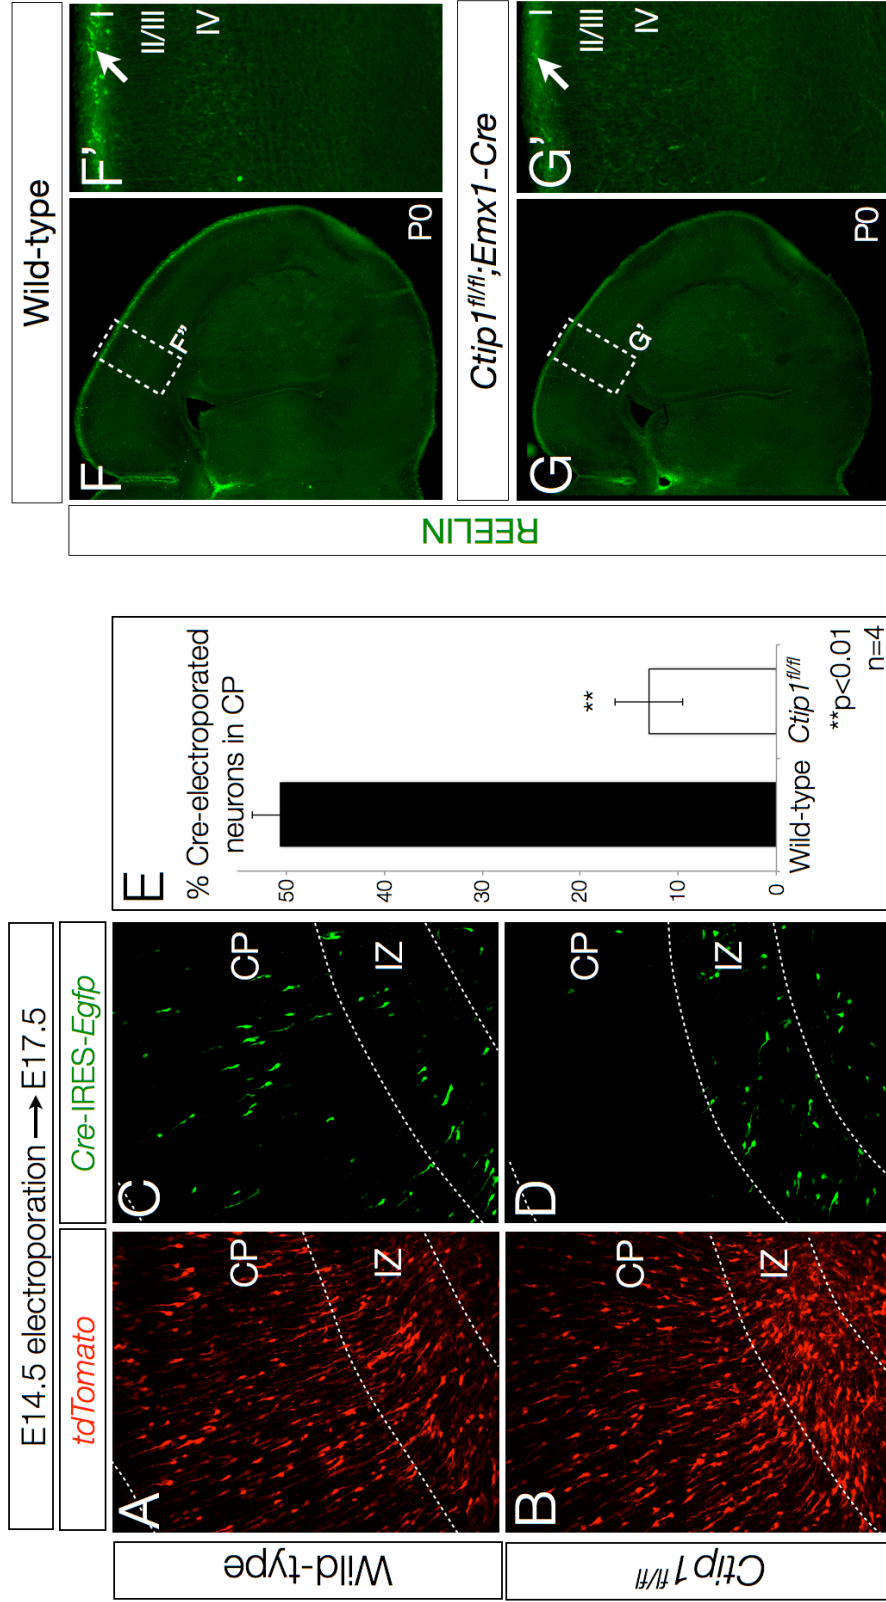 E14.5 electroporation → E17.5
tdTomato
Cre-IRES-Egfp
Wild-type
Ctip1fl/fl
A
CP
IZ
B
CP
IZ
C
CP
IZ
D
CP
IZ
E
% Cre-electroporated
neurons in CP
50
40
30
20
10
0
**
Wild-type Ctip1fl/fl
**p<0.01
n=4
REELIN
Wild-type
F
F"
P0
F'
I
II/III
IV
Ctip1fl/fl;Emx1-Cre
G
G'
P0
G'
I
II/III
IV